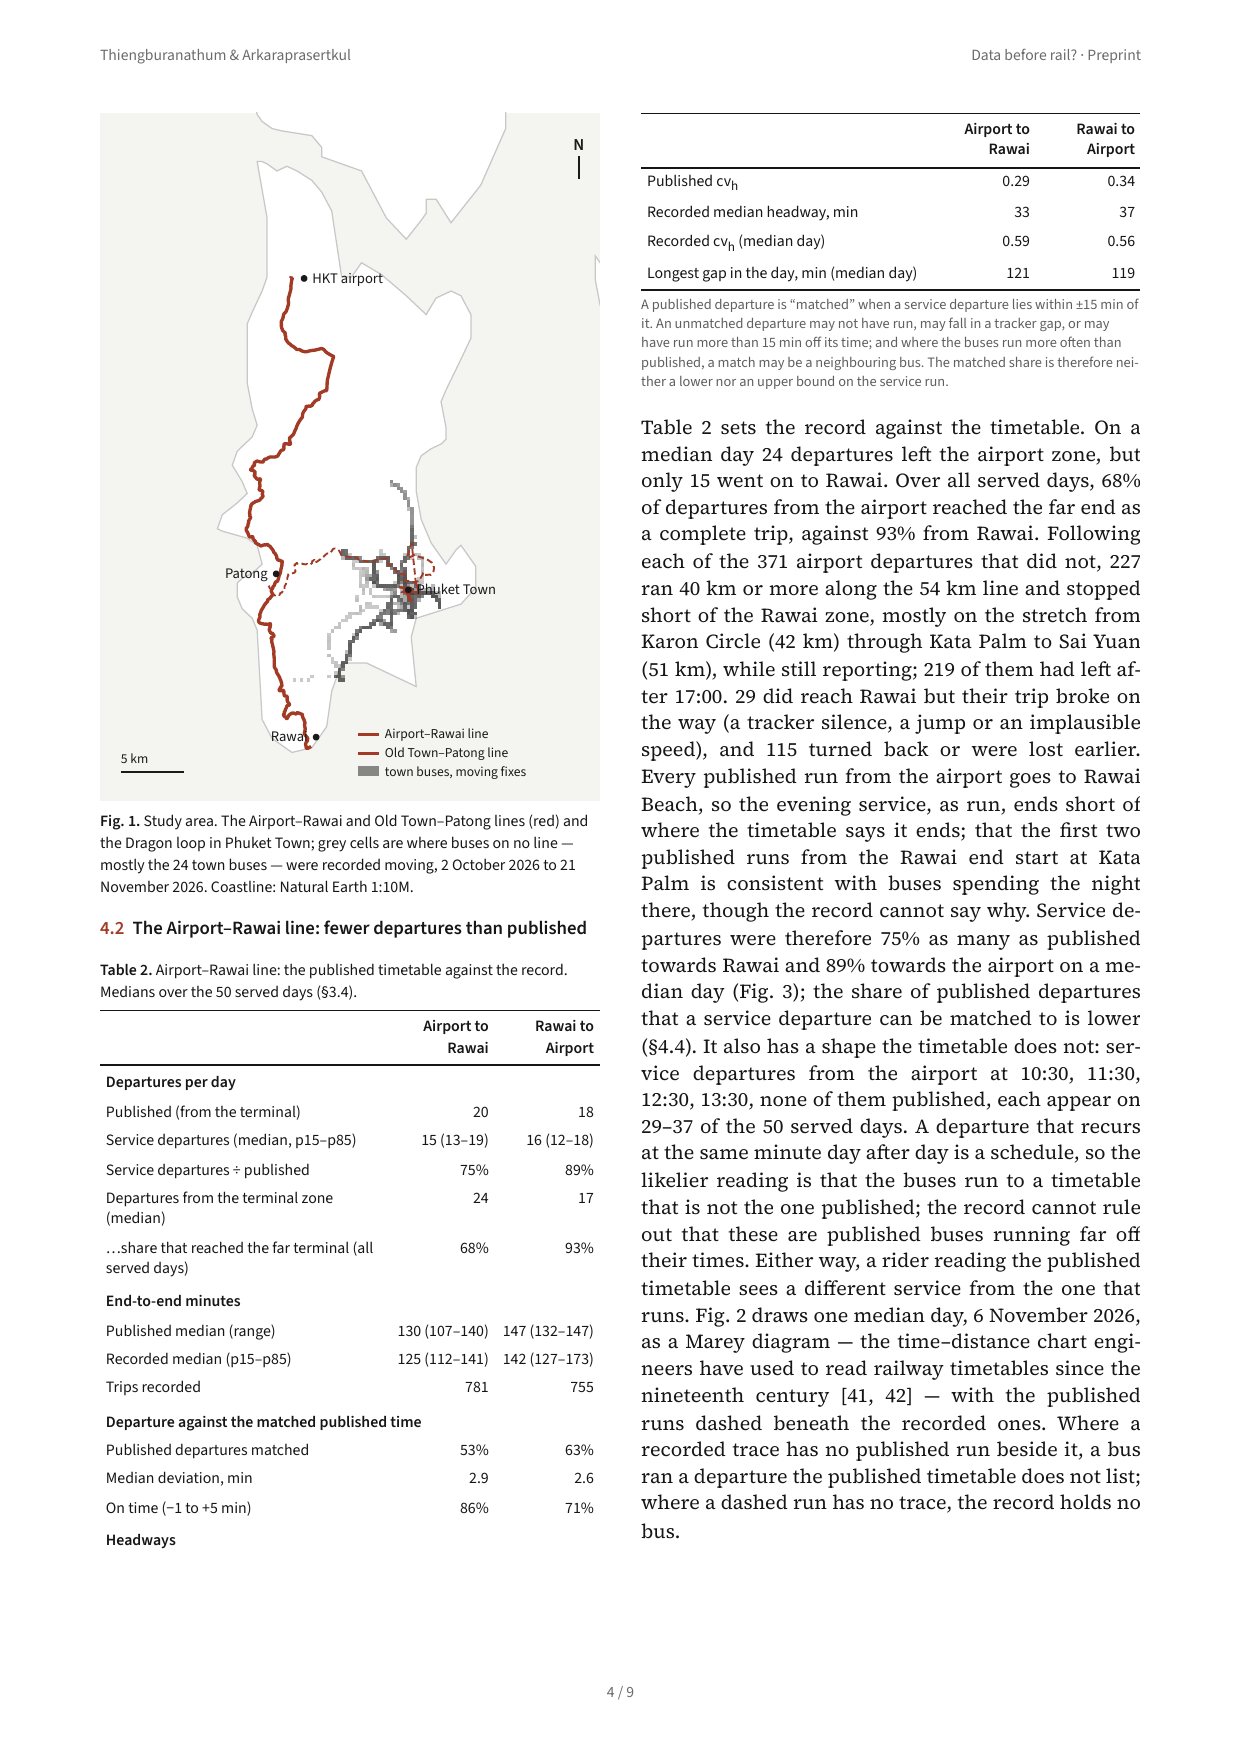 Thiengburanathum & Arkaraprasertkul
Data before rail? · Preprint
N
HKT airport
Patong
Phuket Town
Rawai
5 km
Airport–Rawai line
Old Town–Patong line
town buses, moving fixes
Fig. 1. Study area. The Airport–Rawai and Old Town–Patong lines (red) and
the Dragon loop in Phuket Town; grey cells are where buses on no line —
mostly the 24 town buses — were recorded moving, 2 October 2026 to 21
November 2026. Coastline: Natural Earth 1:10M.
4.2 The Airport–Rawai line: fewer departures than published
Table 2. Airport–Rawai line: the published timetable against the record.
Medians over the 50 served days (§3.4).
Airport to Rawai to
Rawai Airport
Departures per day
Published (from the terminal) 20 18
Service departures (median, p15–p85) 15 (13–19) 16 (12–18)
Service departures ÷ published 75% 89%
Departures from the terminal zone 24 17
(median)
…share that reached the far terminal (all 68% 93%
served days)
End-to-end minutes
Published median (range) 130 (107–140) 147 (132–147)
Recorded median (p15–p85) 125 (112–141) 142 (127–173)
Trips recorded 781 755
Departure against the matched published time
Published departures matched 53% 63%
Median deviation, min 2.9 2.6
On time (−1 to +5 min) 86% 71%
Headways
Airport to Rawai to
Rawai Airport
Published cvh 0.29 0.34
Recorded median headway, min 33 37
Recorded cvh (median day) 0.59 0.56
Longest gap in the day, min (median day) 121 119
A published departure is “matched” when a service departure lies within ±15 min of
it. An unmatched departure may not have run, may fall in a tracker gap, or may
have run more than 15 min off its time; and where the buses run more often than
published, a match may be a neighbouring bus. The matched share is therefore nei-
ther a lower nor an upper bound on the service run.
Table 2 sets the record against the timetable. On a
median day 24 departures left the airport zone, but
only 15 went on to Rawai. Over all served days, 68%
of departures from the airport reached the far end as
a complete trip, against 93% from Rawai. Following
each of the 371 airport departures that did not, 227
ran 40 km or more along the 54 km line and stopped
short of the Rawai zone, mostly on the stretch from
Karon Circle (42 km) through Kata Palm to Sai Yuan
(51 km), while still reporting; 219 of them had left af-
ter 17:00. 29 did reach Rawai but their trip broke on
the way (a tracker silence, a jump or an implausible
speed), and 115 turned back or were lost earlier.
Every published run from the airport goes to Rawai
Beach, so the evening service, as run, ends short of
where the timetable says it ends; that the first two
published runs from the Rawai end start at Kata
Palm is consistent with buses spending the night
there, though the record cannot say why. Service de-
partures were therefore 75% as many as published
towards Rawai and 89% towards the airport on a me-
dian day (Fig. 3); the share of published departures
that a service departure can be matched to is lower
(§4.4). It also has a shape the timetable does not: ser-
vice departures from the airport at 10:30, 11:30,
12:30, 13:30, none of them published, each appear on
29–37 of the 50 served days. A departure that recurs
at the same minute day after day is a schedule, so the
likelier reading is that the buses run to a timetable
that is not the one published; the record cannot rule
out that these are published buses running far off
their times. Either way, a rider reading the published
timetable sees a different service from the one that
runs. Fig. 2 draws one median day, 6 November 2026,
as a Marey diagram — the time–distance chart engi-
neers have used to read railway timetables since the
nineteenth century [41, 42] — with the published
runs dashed beneath the recorded ones. Where a
recorded trace has no published run beside it, a bus
ran a departure the published timetable does not list;
where a dashed run has no trace, the record holds no
bus.
4 / 9